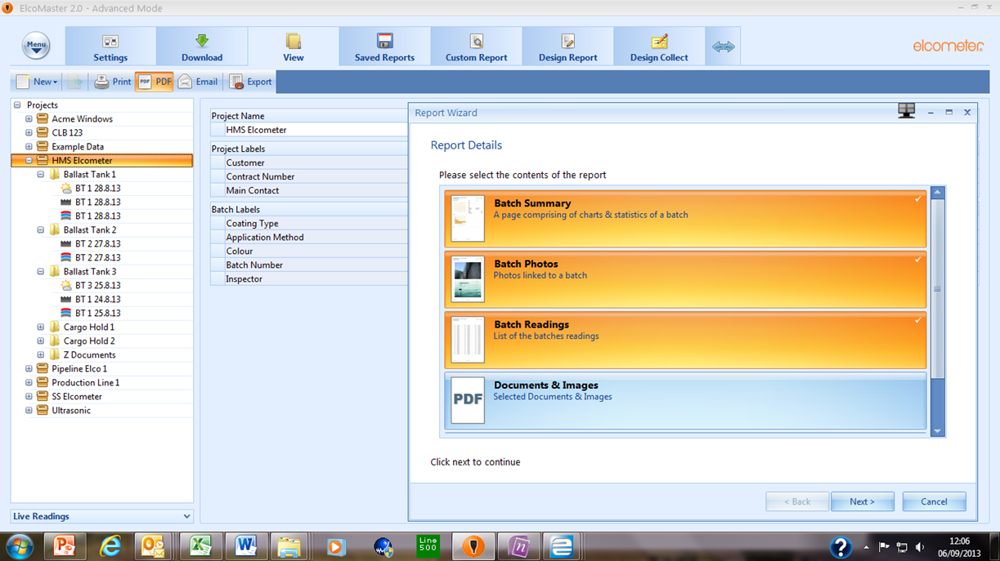 ElcoMaster 2.0 - Advanced Mode
Menu
Settings
Download
View
Saved Reports
Custom Report
Design Report
Design Collect
elcometer
New
Print
PDF PDF
Email
Export
Projects
Acme Windows
CLB 123
Example Data
HMS Elcometer
Ballast Tank 1
BT 1 28.8.13
BT 1 28.8.13
BT 1 28.8.13
Ballast Tank 2
BT 2 27.8.13
BT 2 27.8.13
Ballast Tank 3
BT 3 25.8.13
BT 1 24.8.13
BT 1 25.8.13
Cargo Hold 1
Cargo Hold 2
Z Documents
Pipeline Elco 1
Production Line 1
SS Elcometer
Ultrasonic
Live Readings
Project Name
HMS Elcometer
Project Labels
Customer
Contract Number
Main Contact
Batch Labels
Coating Type
Application Method
Colour
Batch Number
Inspector
Report Wizard
Report Details
Please select the contents of the report
Batch Summary
A page comprising of charts & statistics of a batch
Batch Photos
Photos linked to a batch
Batch Readings
List of the batches readings
PDF
Documents & Images
Selected Documents & Images
Click next to continue
< Back
Next >
Cancel
Line
500
12:06
06/09/2013